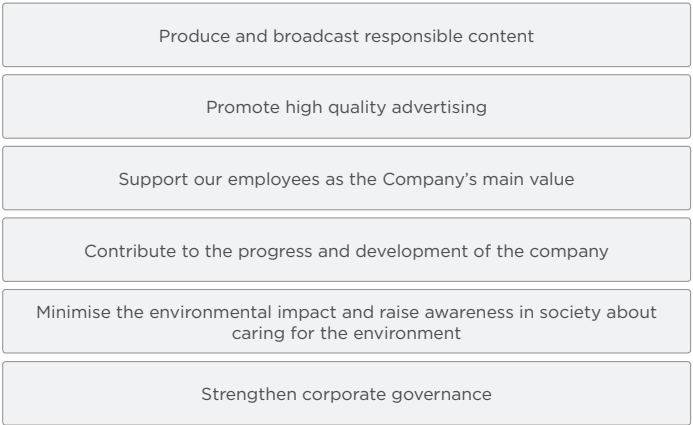 Produce and broadcast responsible content
Promote high quality advertising
Support our employees as the Company's main value
Contribute to the progress and development of the company
Minimise the environmental impact and raise awareness in society about
caring for the environment
Strengthen corporate governance